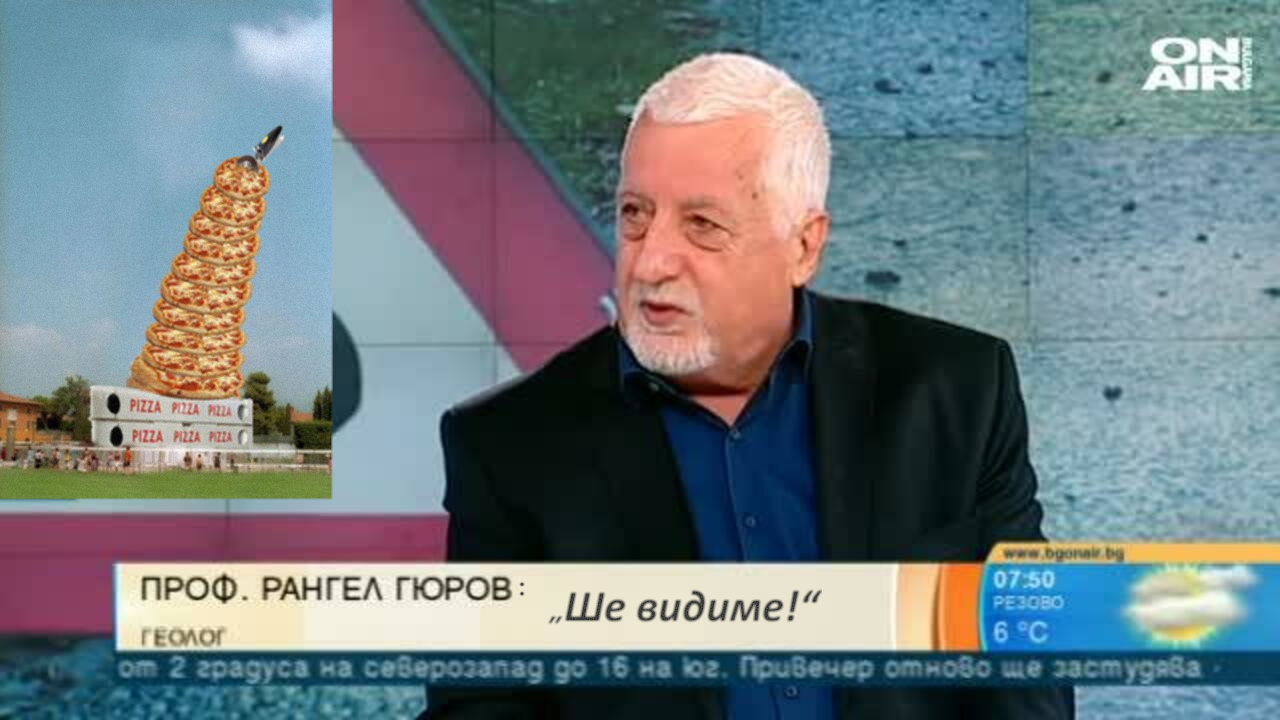 ON
AIR
BULGARIA
PIZZA PIZZA PIZZA
PIZZA PIZZA PIZZA
www.bgonair.bg
ПРОФ. РАНГЕЛ ГЮРОВ:
„Ше видиме!“
ГЕОЛОГ
07:50
РЕЗОВО
6 °C
от 2 градуса на северозапад до 16 на юг. Привечер отново ще застудява -